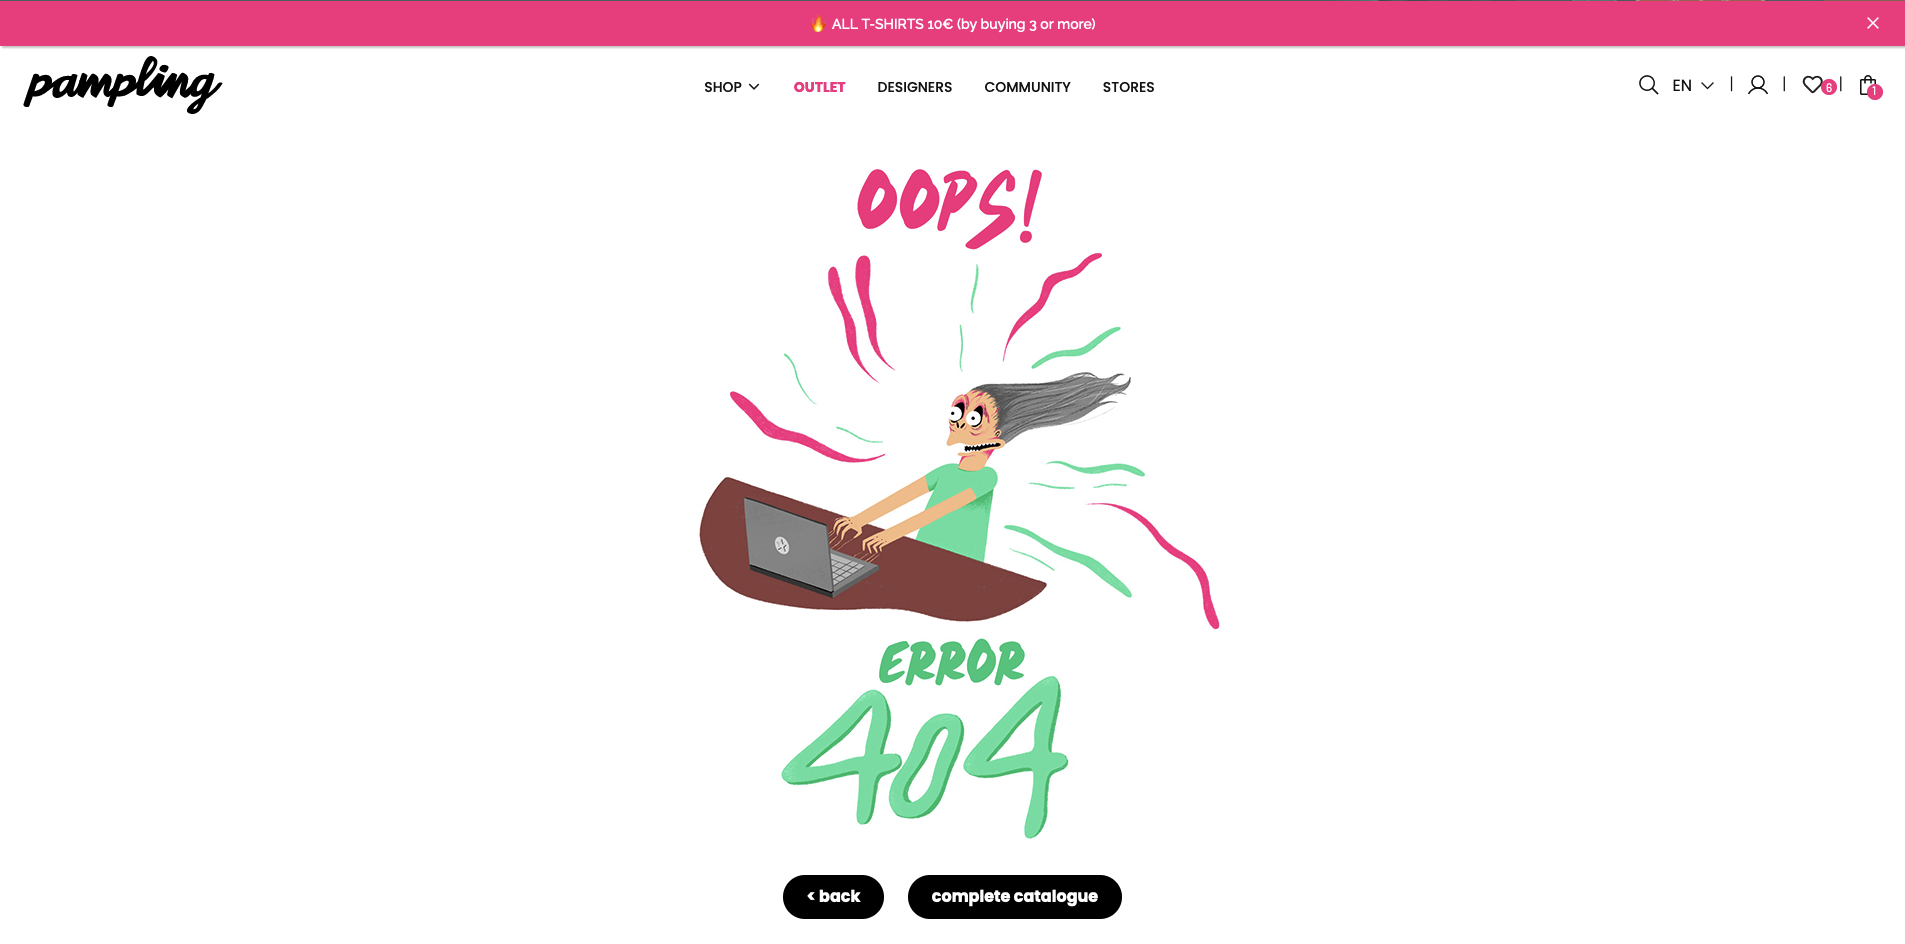 🔥 ALL T-SHIRTS 10€ (by buying 3 or more)
pampling
SHOP OUTLET DESIGNERS COMMUNITY STORES
EN 6 1
OOPS!
ERROR
404
< back complete catalogue